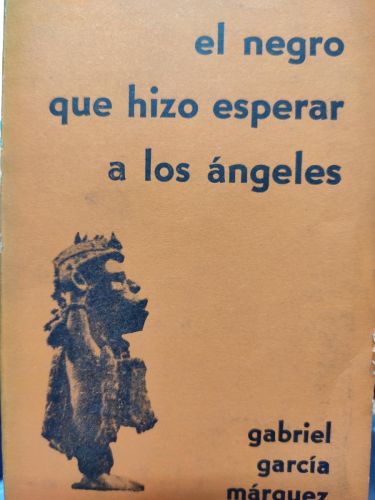 el negro
que hizo esperar
a los ángeles
gabriel
garcía
márquez